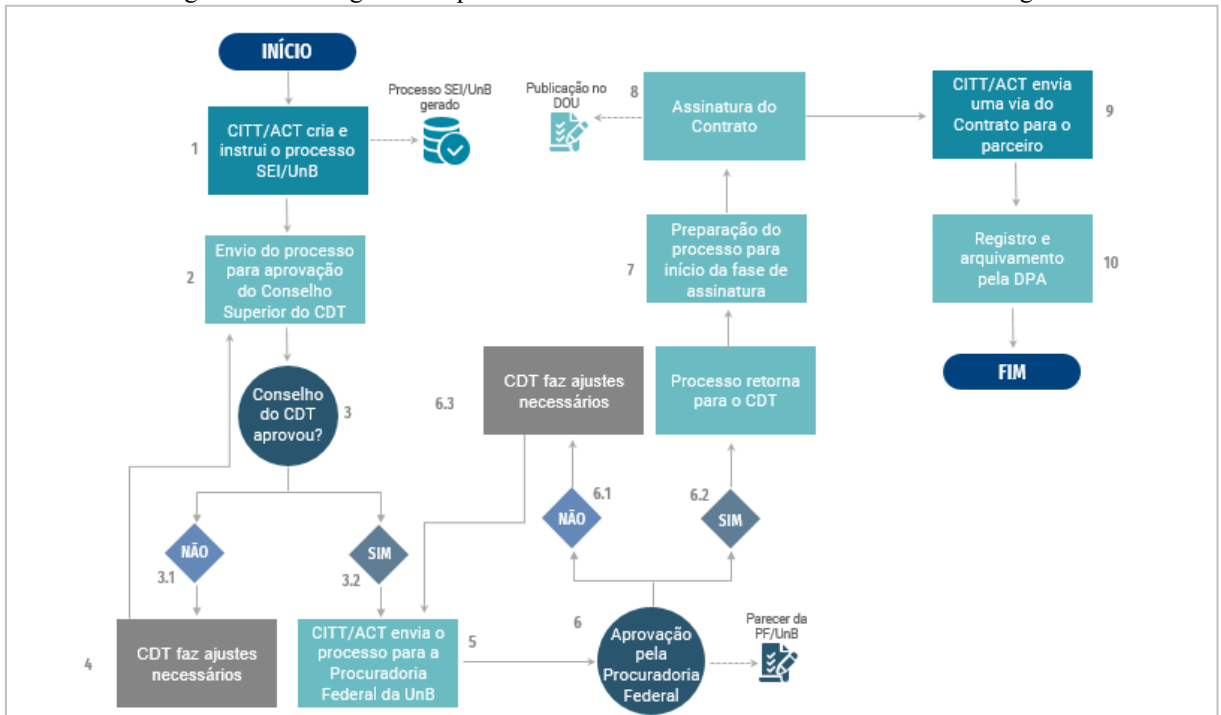 INÍCIO
1
CITT/ACT cria e
instrui o processo
SEI/UnB
Processo SEI/UnB
gerado
2
Envio do processo
para aprovação
do Conselho
Superior do CDT
Conselho
do CDT
aprovou?
3
NÃO
3.1
SIM
3.2
4
CDT faz ajustes
necessários
CITT/ACT envia o
processo para a
Procuradoria
Federal da UnB
5
6
Aprovação
pela
Procuradoria
Federal
Parecer da
PF/UnB
NÃO
6.1
6.2
SIM
6.3
CDT faz ajustes
necessários
Processo retorna
para o CDT
7
Preparação do
processo para
início da fase de
assinatura
8
Assinatura do
Contrato
Publicação no
DOU
CITT/ACT envia
uma via do
Contrato para o
parceiro
9
Registro e
arquivamento
pela DPA
10
FIM